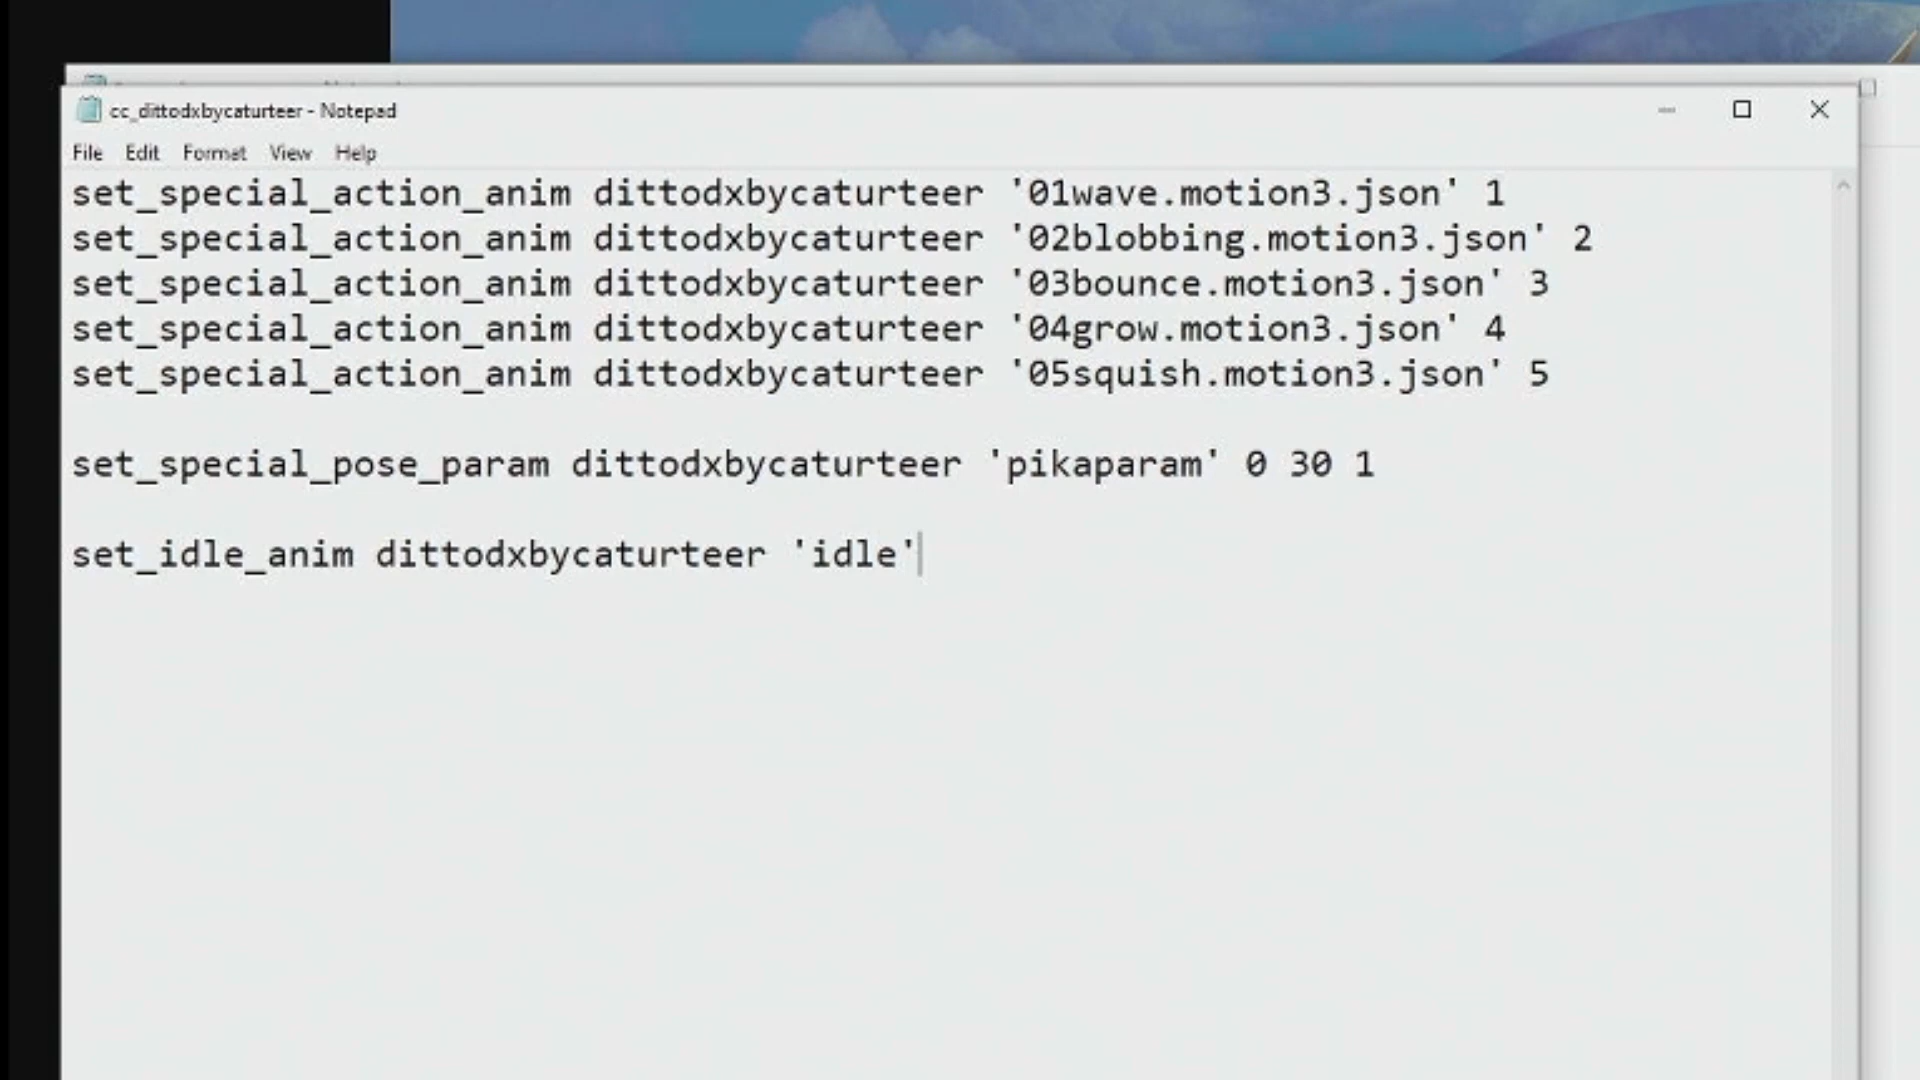 cc_dittodxbycaturteer - Notepad
File Edit Format View Help
set_special_action_anim dittodxbycaturteer '01wave.motion3.json' 1
set_special_action_anim dittodxbycaturteer '02blobbing.motion3.json' 2
set_special_action_anim dittodxbycaturteer '03bounce.motion3.json' 3
set_special_action_anim dittodxbycaturteer '04grow.motion3.json' 4
set_special_action_anim dittodxbycaturteer '05squish.motion3.json' 5
set_special_pose_param dittodxbycaturteer 'pikaparam' 0 30 1
set_idle_anim dittodxbycaturteer 'idle'